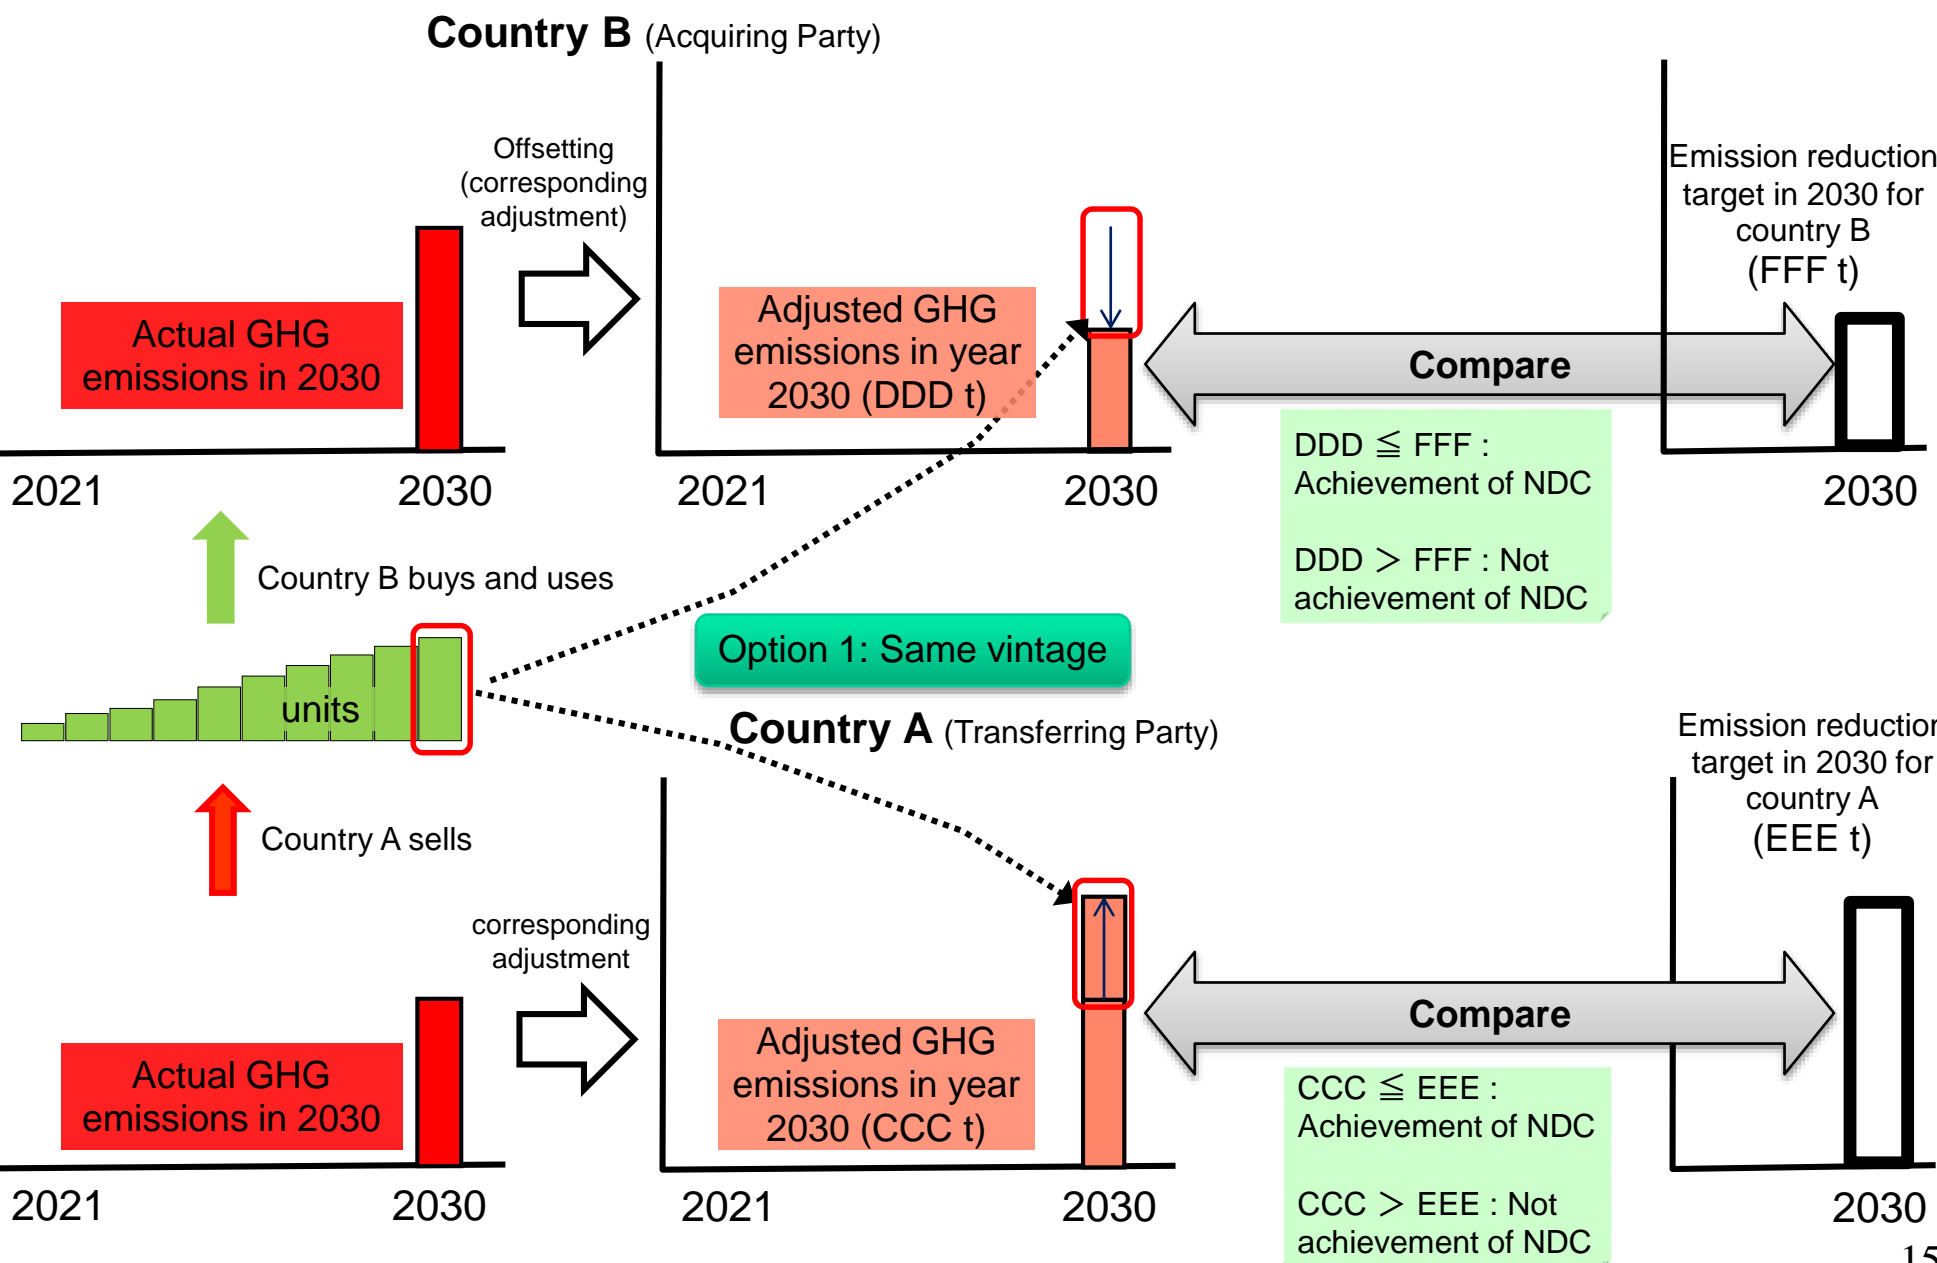 Country B (Acquiring Party)
Offsetting
(corresponding
adjustment)
Actual GHG
emissions in 2030
2021
2030
Adjusted GHG
emissions in year
2030 (DDD t)
2021
2030
Compare
DDD ≦ FFF :
Achievement of NDC
DDD ＞ FFF : Not
achievement of NDC
Emission reduction
target in 2030 for
country B
(FFF t)
2030
Country B buys and uses
units
Country A sells
Option 1: Same vintage
Country A (Transferring Party)
corresponding
adjustment
Actual GHG
emissions in 2030
2021
2030
Adjusted GHG
emissions in year
2030 (CCC t)
2021
2030
Compare
CCC ≦ EEE :
Achievement of NDC
CCC ＞ EEE : Not
achievement of NDC
Emission reduction
target in 2030 for
country A
(EEE t)
2030
15